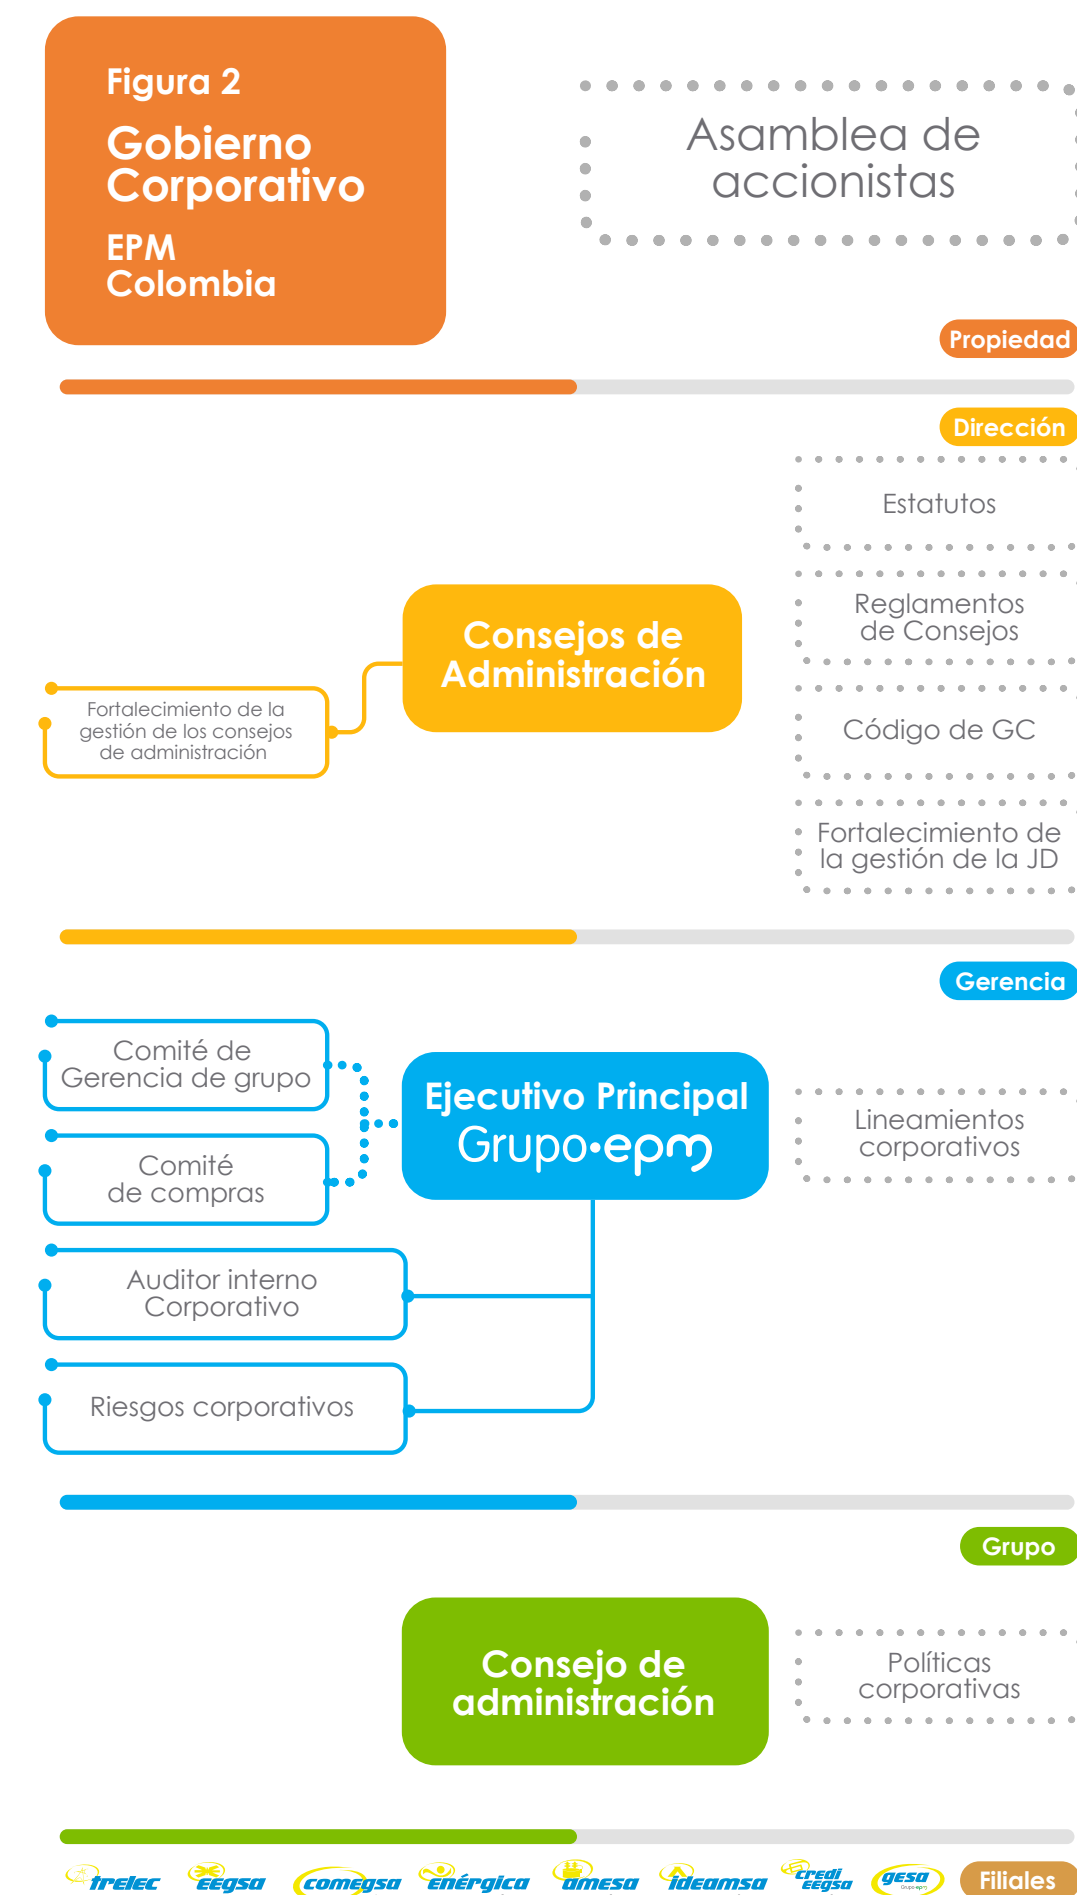 Figura 2
Gobierno
Corporativo
EPM
Colombia
Asamblea de
accionistas
Propiedad
Dirección
Estatutos
Reglamentos
de Consejos
Código de GC
Fortalecimiento de
la gestión de la JD
Consejos de
Administración
Fortalecimiento de la
gestión de los consejos
de administración
Gerencia
Comité de
Gerencia de grupo
Comité
de compras
Auditor interno
Corporativo
Riesgos corporativos
Ejecutivo Principal
Grupo·epm
Lineamientos
corporativos
Grupo
Consejo de
administración
Políticas
corporativas
trelec
eegsa
comegsa
enérgica
amesa
ideamsa
credi
eegsa
gesa
Grupo·epm
Filiales